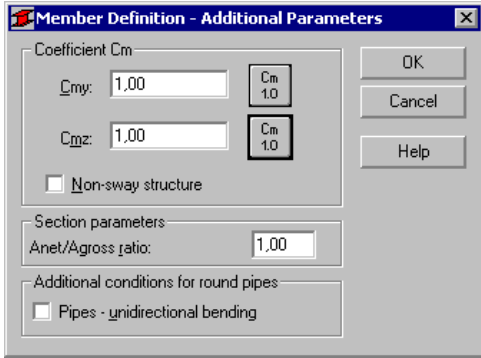 Member Definition - Additional Parameters
Coefficient Cm
Cmy: 1,00 Cm 1.0
Cmz: 1,00 Cm 1.0
Non-sway structure
Section parameters
Anet/Agross ratio: 1,00
Additional conditions for round pipes
Pipes - unidirectional bending
OK
Cancel
Help